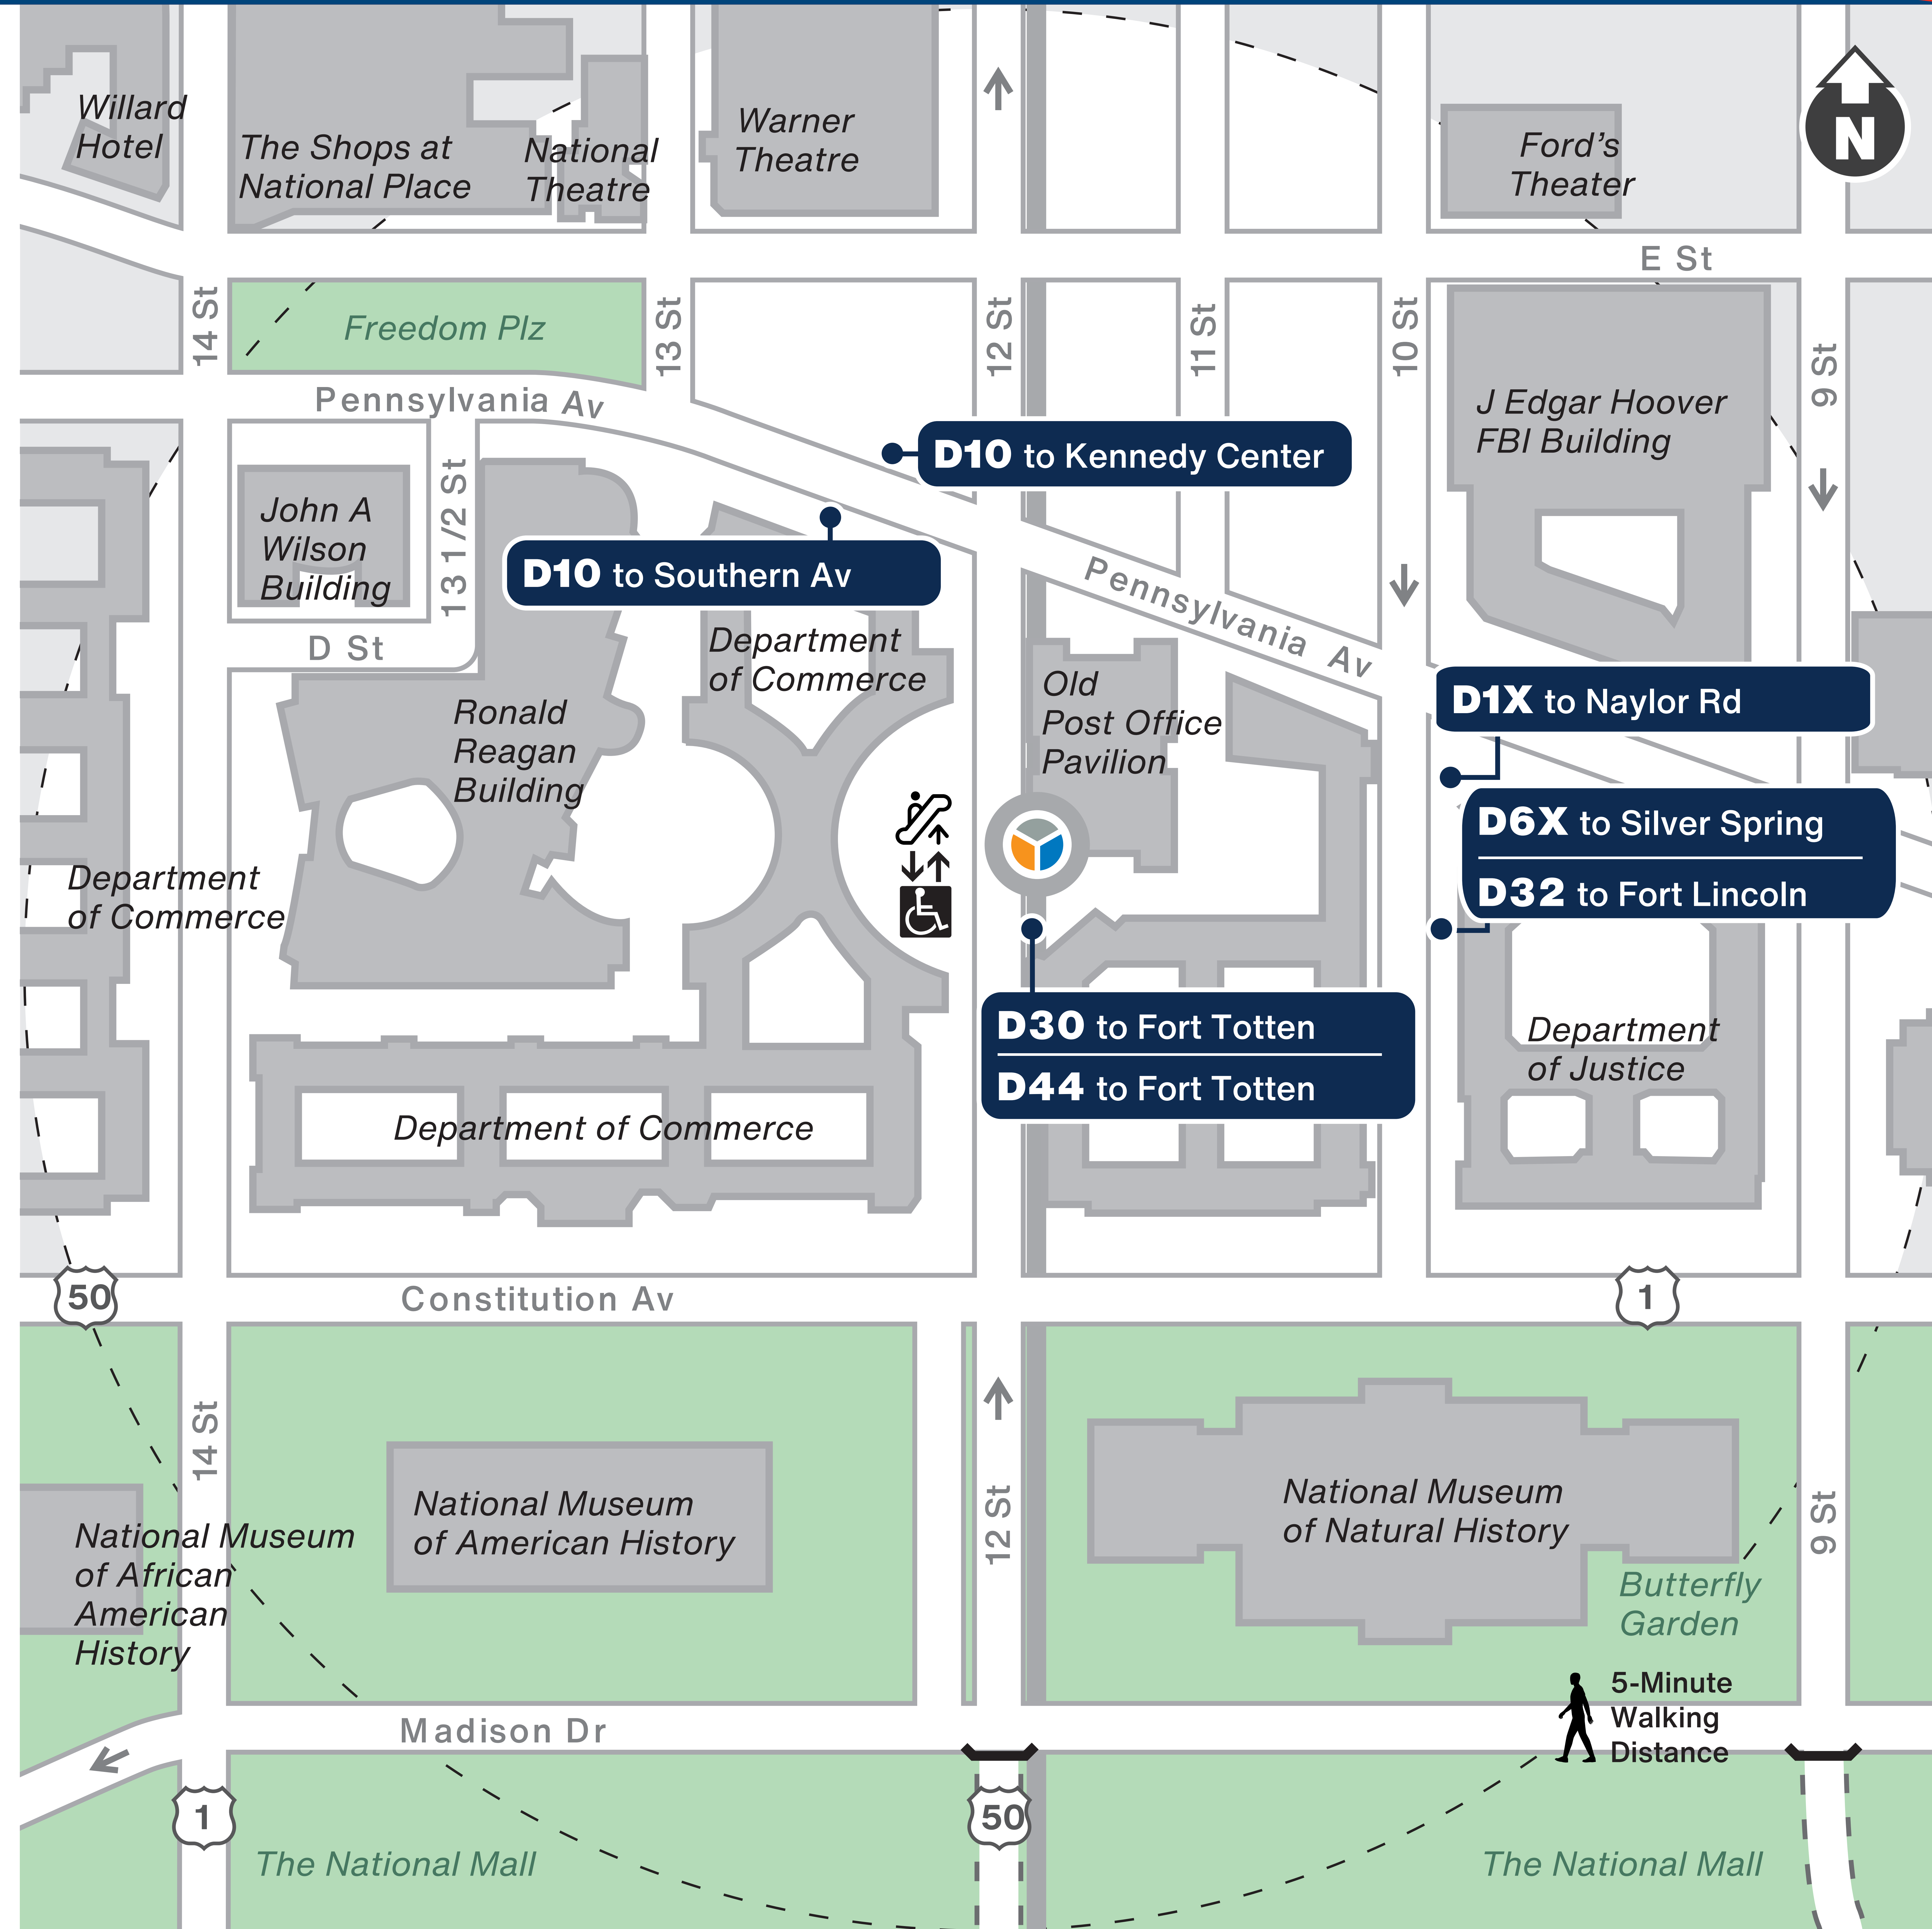 Willard
Hotel
The Shops at
National Place
National
Theatre
Warner
Theatre
Ford's
Theater
N
E St
14 St
Freedom Plz
13 St
12 St
11 St
10 St
9 St
Pennsylvania Av
J Edgar Hoover
FBI Building
D10 to Kennedy Center
John A
Wilson
Building
13 1/2 St
D10 to Southern Av
Pennsylvania Av
D St
Department
of Commerce
Old
Post Office
Pavilion
D1X to Naylor Rd
Ronald
Reagan
Building
D6X to Silver Spring
D32 to Fort Lincoln
Department
of Commerce
D30 to Fort Totten
D44 to Fort Totten
Department
of Justice
Department of Commerce
50
Constitution Av
1
14 St
12 St
9 St
National Museum
of American History
National Museum
of Natural History
National Museum
of African
American
History
Butterfly
Garden
5-Minute
Walking
Distance
Madison Dr
1
50
The National Mall
The National Mall